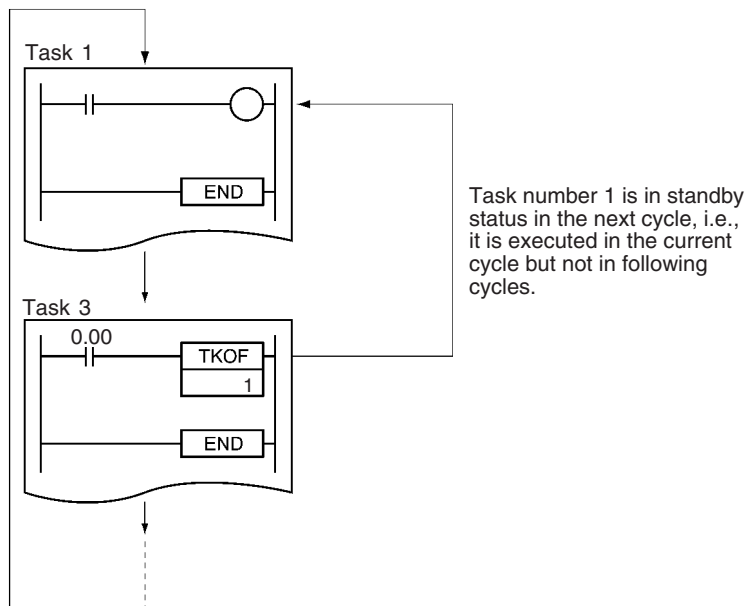 Task 1
END
Task number 1 is in standby
status in the next cycle, i.e.,
it is executed in the current
cycle but not in following
cycles.
Task 3
0.00
TKOF
1
END